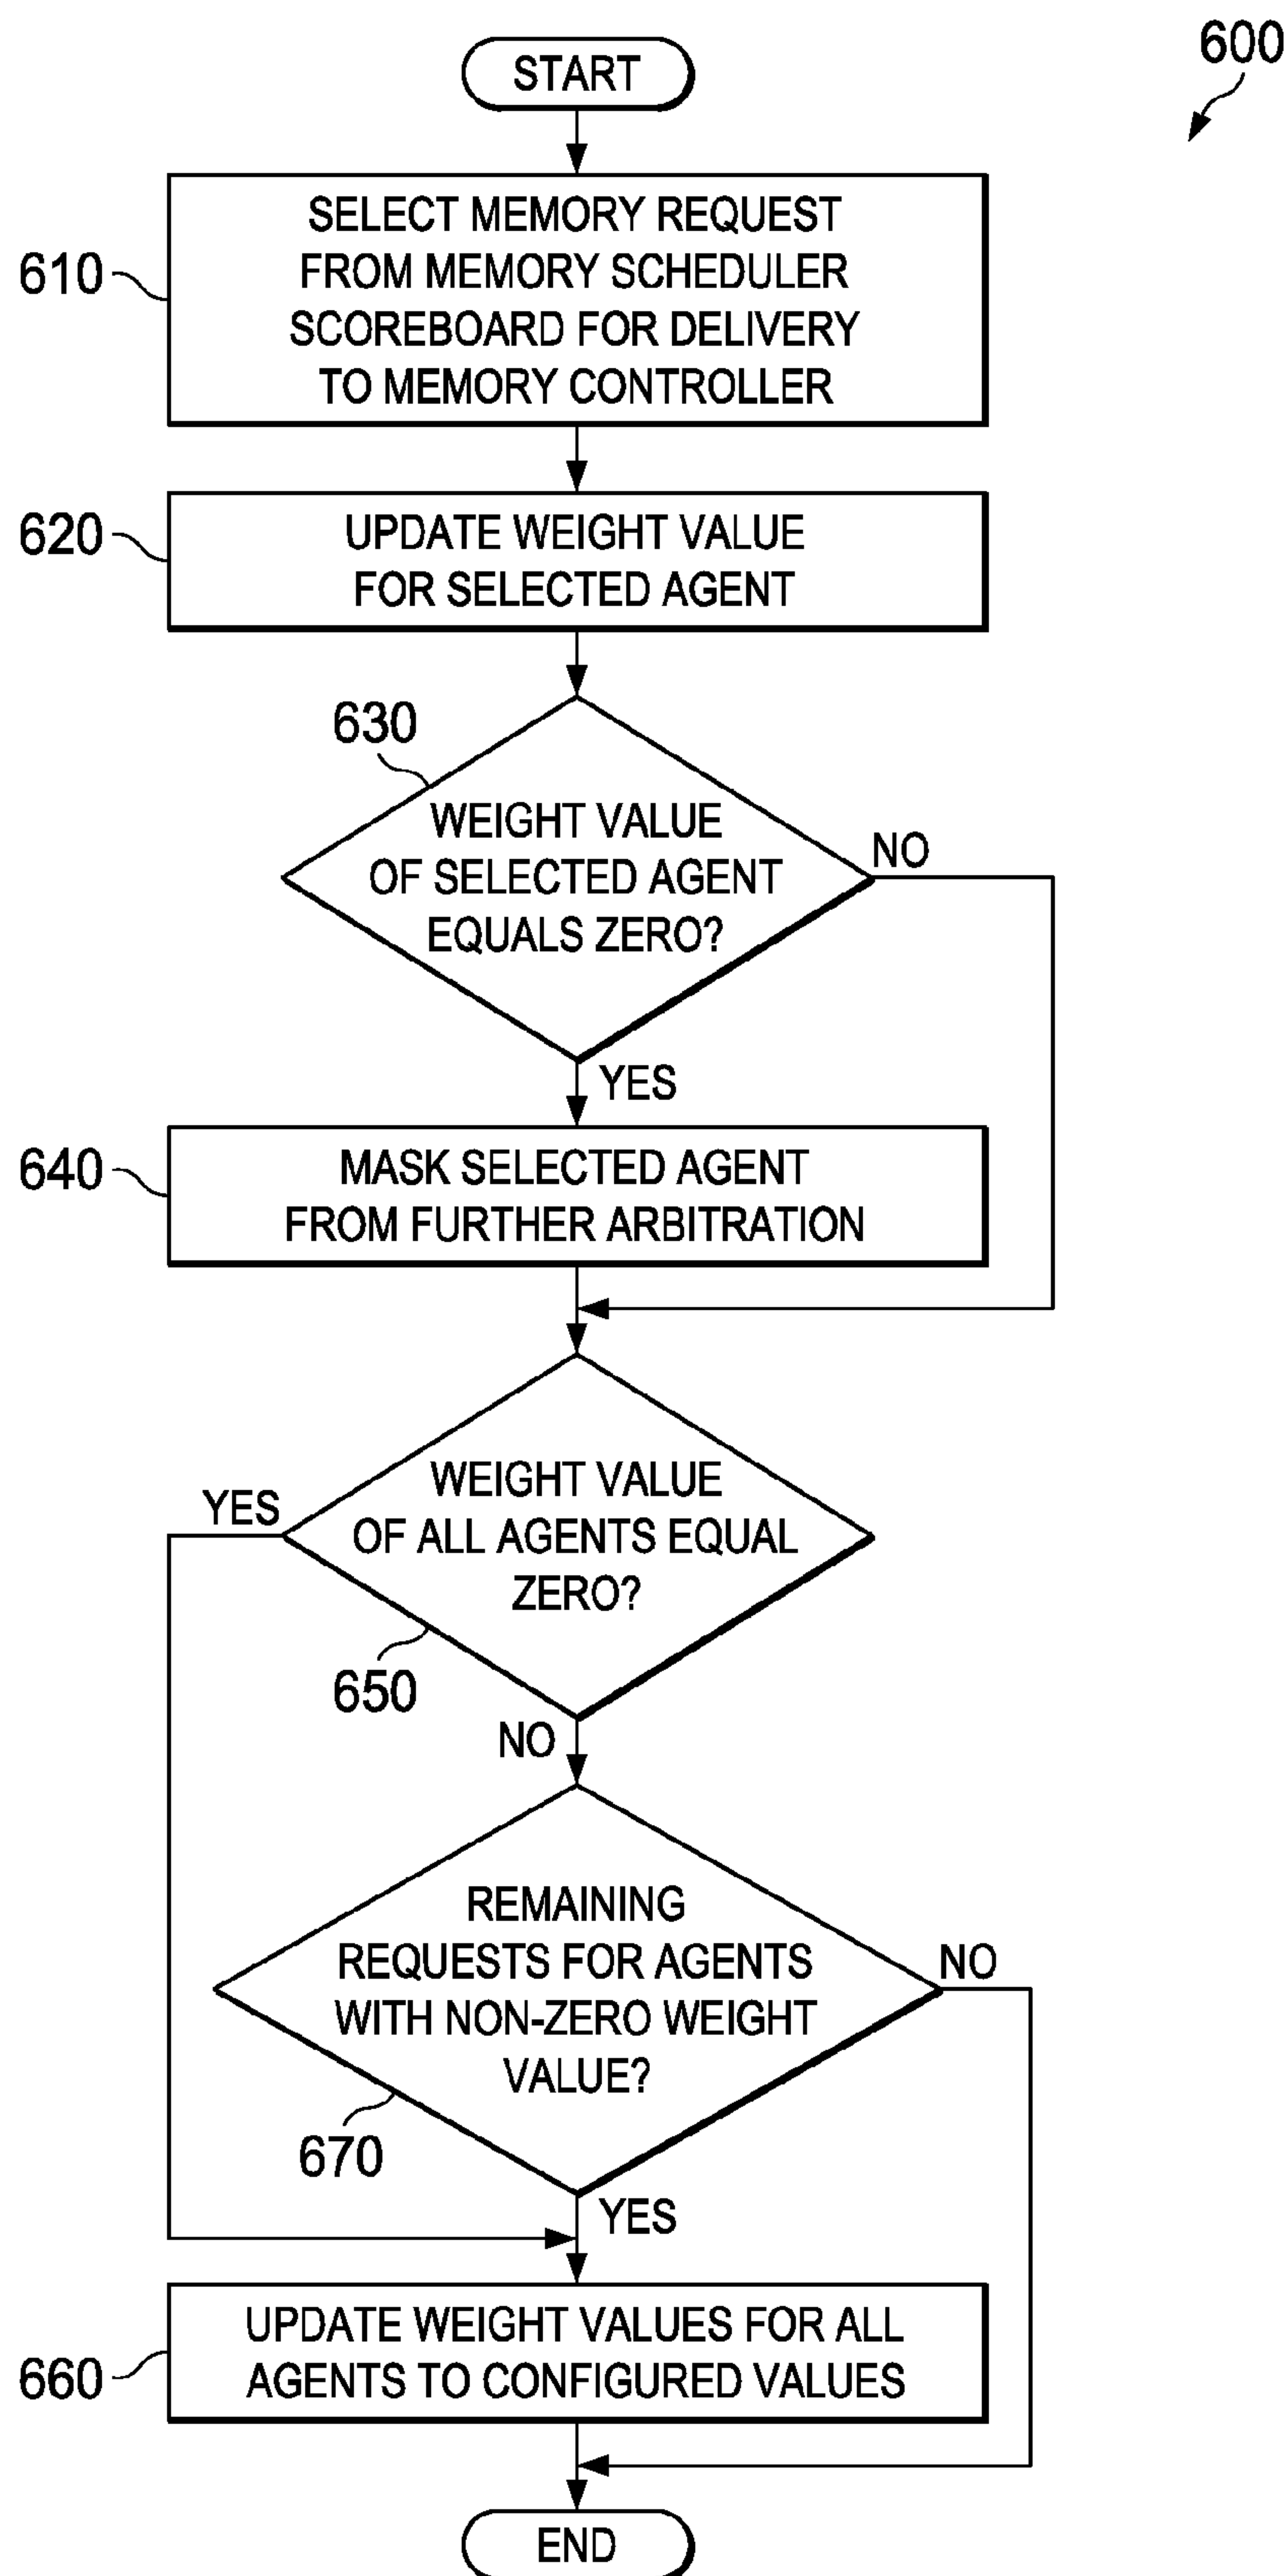 600
START
610
SELECT MEMORY REQUEST
FROM MEMORY SCHEDULER
SCOREBOARD FOR DELIVERY
TO MEMORY CONTROLLER
620
UPDATE WEIGHT VALUE
FOR SELECTED AGENT
630
WEIGHT VALUE
OF SELECTED AGENT
EQUALS ZERO?
NO
YES
640
MASK SELECTED AGENT
FROM FURTHER ARBITRATION
WEIGHT VALUE
OF ALL AGENTS EQUAL
ZERO?
YES
650
NO
REMAINING
REQUESTS FOR AGENTS
WITH NON-ZERO WEIGHT
VALUE?
NO
670
YES
660
UPDATE WEIGHT VALUES FOR ALL
AGENTS TO CONFIGURED VALUES
END